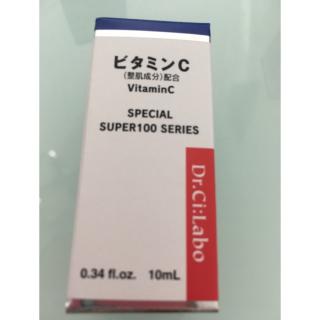 ビタミンC
(整肌成分)配合
VitaminC
SPECIAL
SUPER100 SERIES
Dr.Ci:Labo
0.34 fl.oz. 10mL